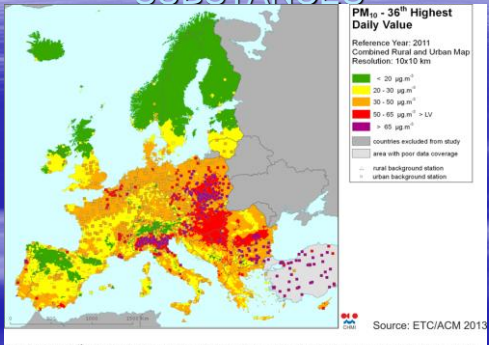 SUBSTANCES
PM10 - 36th Highest
Daily Value
Reference Year: 2011
Combined Rural and Urban Map
Resolution: 10x10 km
< 20 µg.m-3
20 - 30 µg.m-3
30 - 50 µg.m-3
50 - 65 µg.m-3 > LV
> 65 µg.m-3
countries excluded from study
area with poor data coverage
rural background station
urban background station
CHMI
Source: ETC/ACM 2013